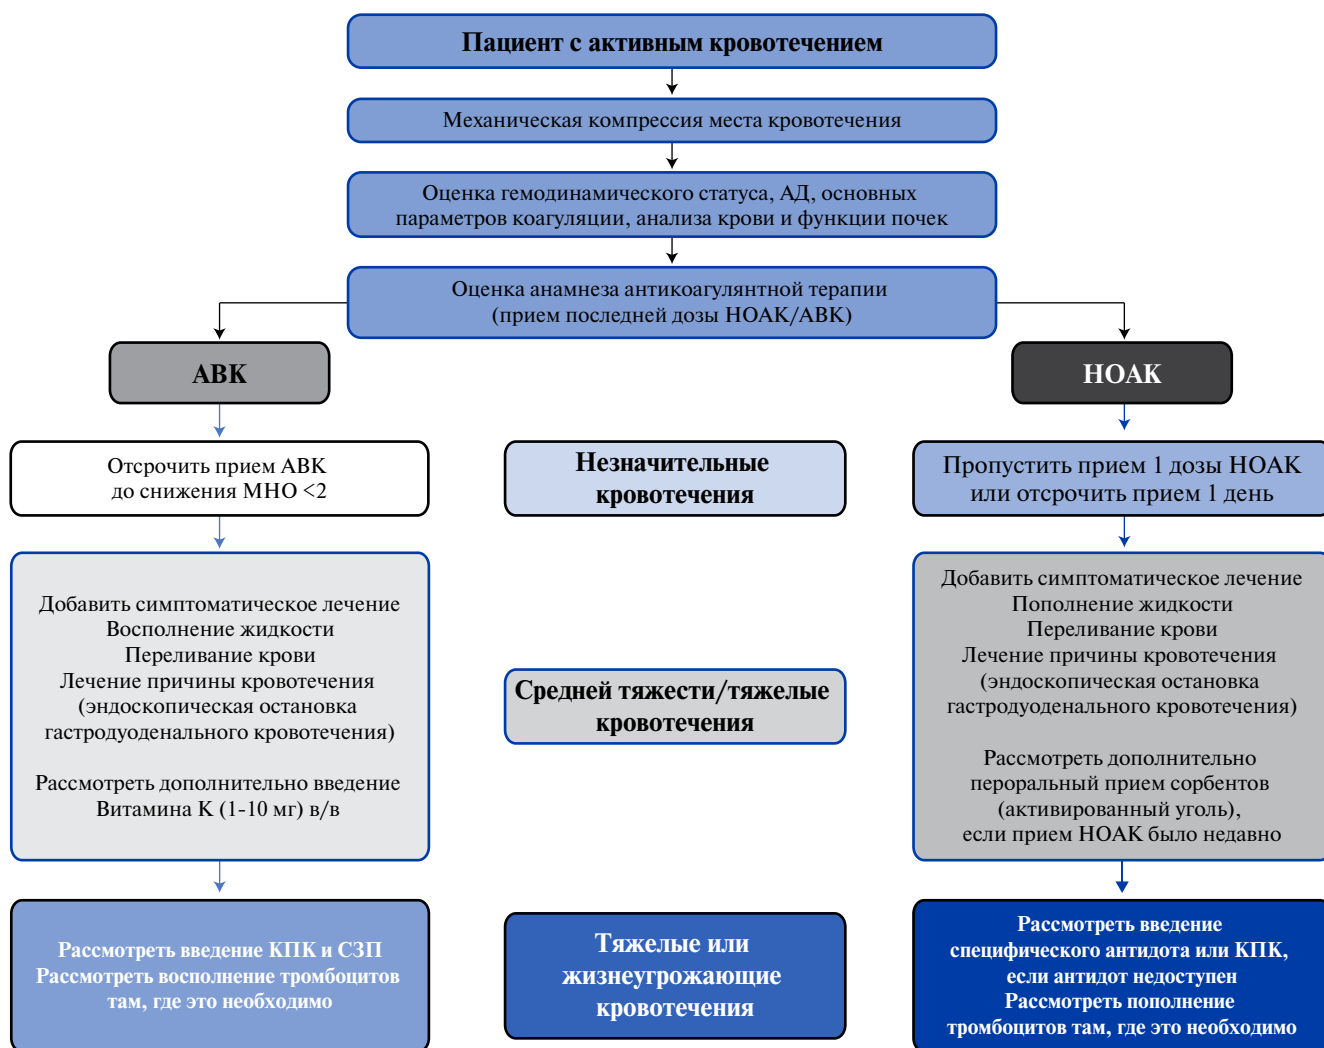 Пациент с активным кровотечением
Механическая компрессия места кровотечения
Оценка гемодинамического статуса, АД, основных
параметров коагуляции, анализа крови и функции почек
Оценка анамнеза антикоагулянтной терапии
(прием последней дозы НОАК/АВК)
АВК
НОАК
Отсрочить прием АВК
до снижения МНО <2
Незначительные
кровотечения
Пропустить прием 1 дозы НОАК
или отсрочить прием 1 день
Добавить симптоматическое лечение
Восполнение жидкости
Переливание крови
Лечение причины кровотечения
(эндоскопическая остановка
гастродуоденального кровотечения)
Рассмотреть дополнительно введение
Витамина К (1-10 мг) в/в
Средней тяжести/тяжелые
кровотечения
Добавить симптоматическое лечение
Пополнение жидкости
Переливание крови
Лечение причины кровотечения
(эндоскопическая остановка
гастродуоденального кровотечения)
Рассмотреть дополнительно
пероральный прием сорбентов
(активированный уголь),
если прием НОАК было недавно
Рассмотреть введение КПК и СЗП
Рассмотреть восполнение тромбоцитов
там, где это необходимо
Тяжелые или
жизнеугрожающие
кровотечения
Рассмотреть введение
специфического антидота или КПК,
если антидот недоступен
Рассмотреть пополнение
тромбоцитов там, где это необходимо